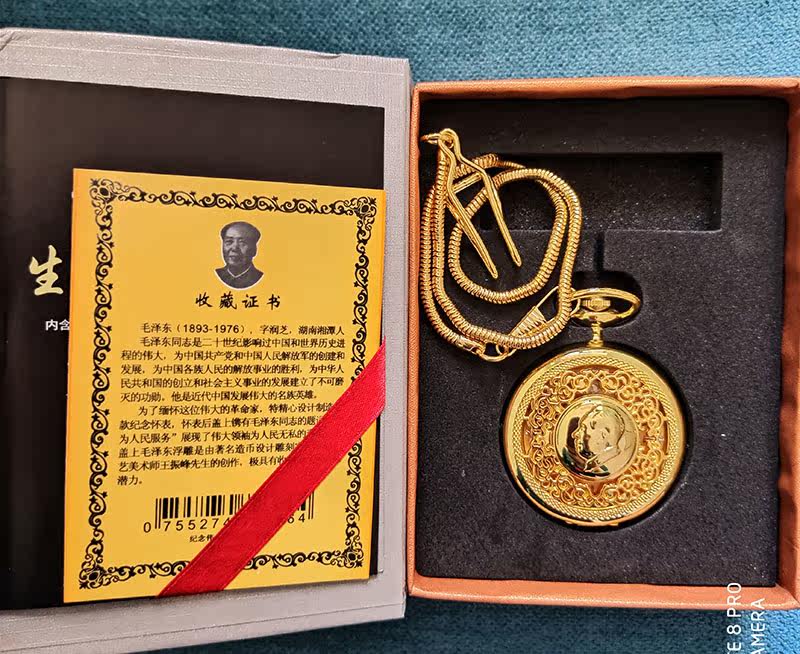 生
内含
收藏证书
毛泽东（1893-1976），字润芝，湖南湘潭人
毛泽东同志是二十世纪影响过中国和世界历史进
程的伟大，为中国共产党和中国人民解放军的创建和
发展，为中国各族人民的解放事业的胜利，为中华人
民共和国的创立和社会主义事业的发展建立了不可磨
灭的功勋。他是近代中国发展伟大的名族英雄。
为了缅怀这位伟大的革命家，特精心设计制造
款纪念怀表，怀表后盖上镌有毛泽东同志的题
为人民服务”展现了伟大领袖为人民无私的
盖上毛泽东浮雕是由著名造币设计雕刻
艺美术师王振峰先生的创作，极具有收
潜力。
0 75527 64
纪念
TE 8 PRO
AMERA